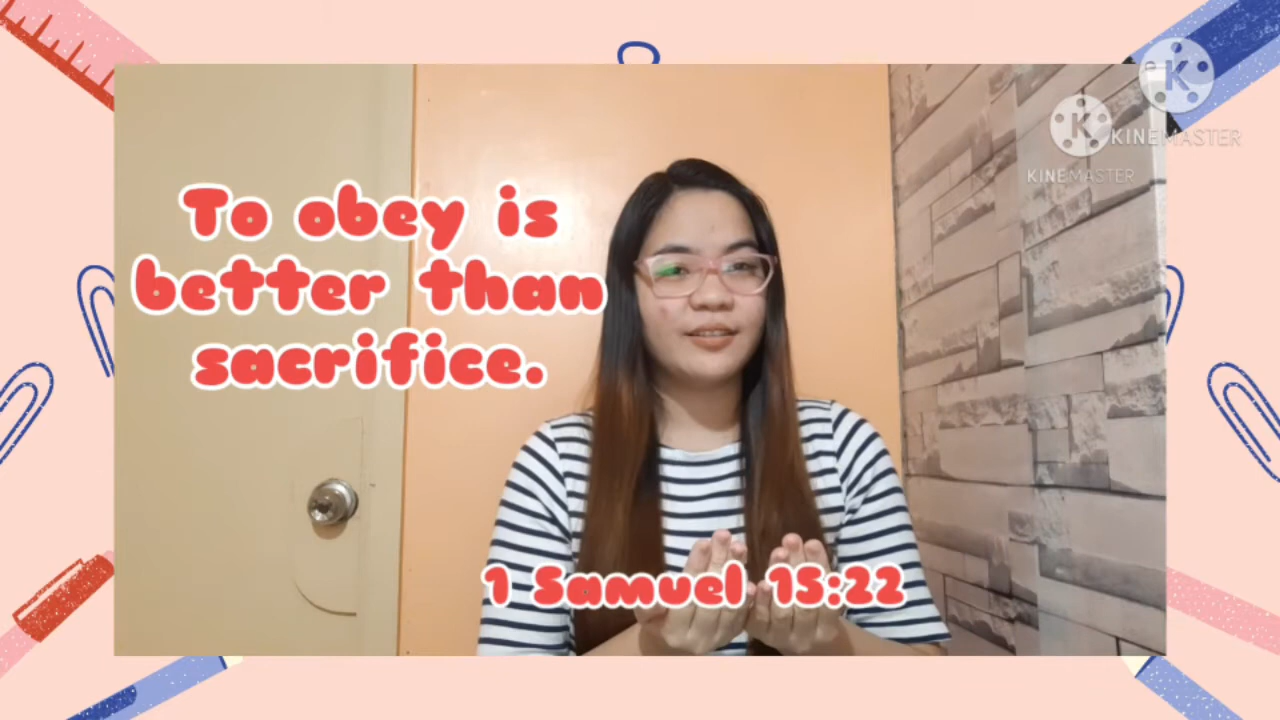 KINEMASTER
KINEMASTER
To obey is
better than
sacrifice.
1 Samuel 15:22